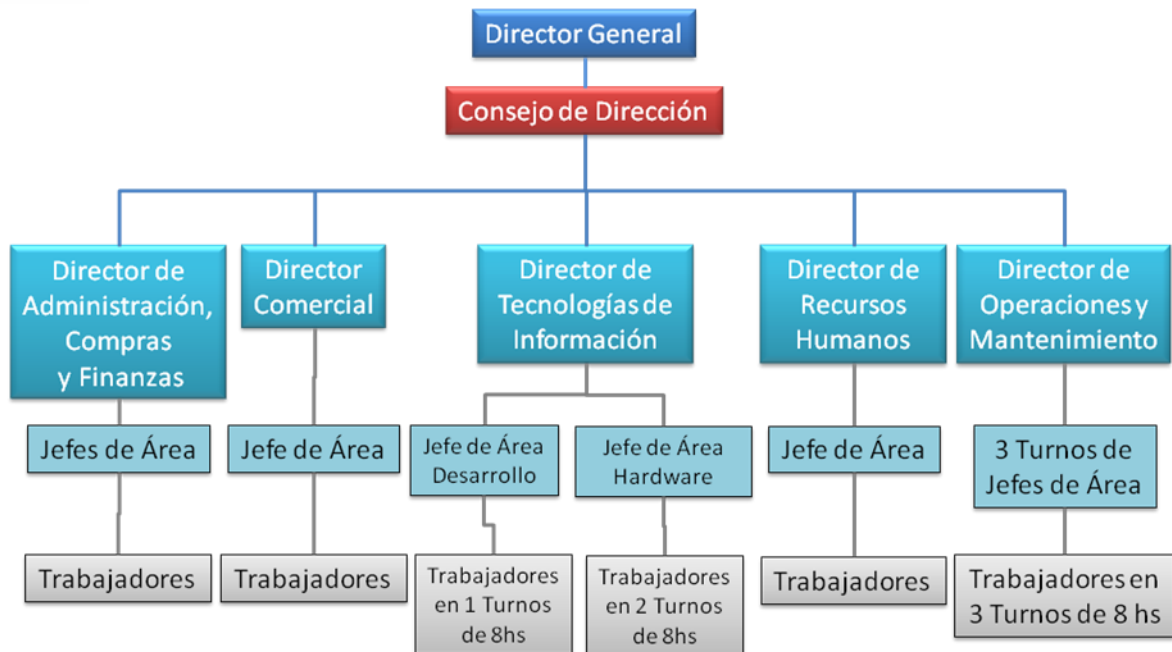 Director General
Consejo de Dirección
Director de
Administración,
Compras
y Finanzas
Director
Comercial
Director de
Tecnologías de
Información
Director de
Recursos
Humanos
Director de
Operaciones y
Mantenimiento
Jefes de Área
Jefe de Área
Jefe de Área
Desarrollo
Jefe de Área
Hardware
Jefe de Área
3 Turnos de
Jefes de Área
Trabajadores
Trabajadores
Trabajadores
en 1 Turnos
de 8hs
Trabajadores
en 2 Turnos
de 8hs
Trabajadores
Trabajadores en
3 Turnos de 8 hs